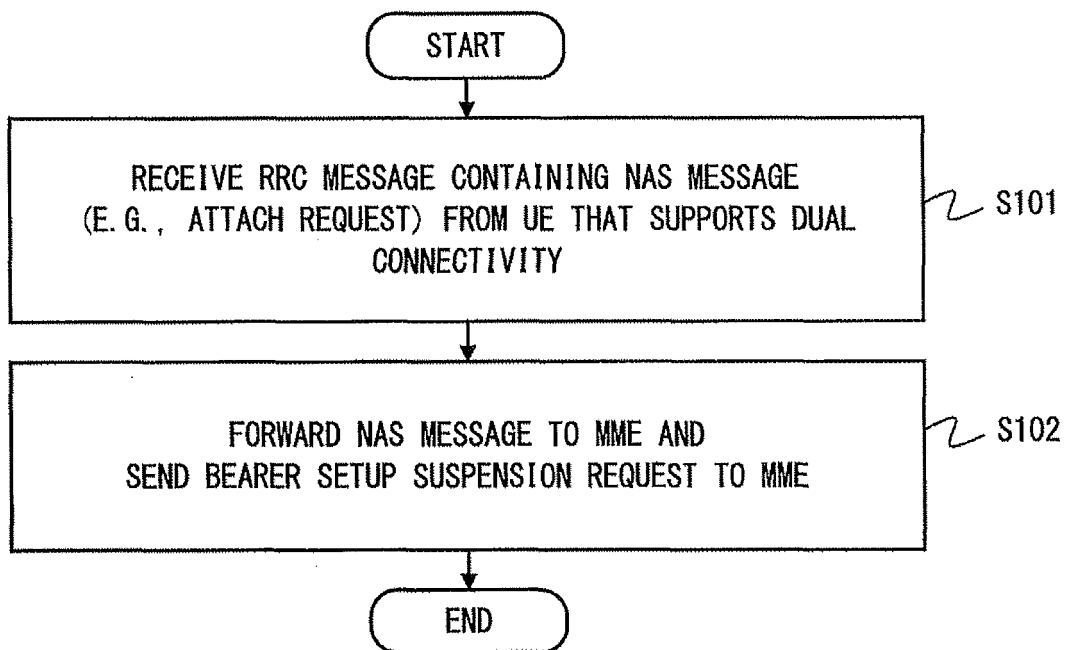 START
RECEIVE RRC MESSAGE CONTAINING NAS MESSAGE
(E.G., ATTACH REQUEST) FROM UE THAT SUPPORTS DUAL
CONNECTIVITY
S101
FORWARD NAS MESSAGE TO MME AND
SEND BEARER SETUP SUSPENSION REQUEST TO MME
S102
END